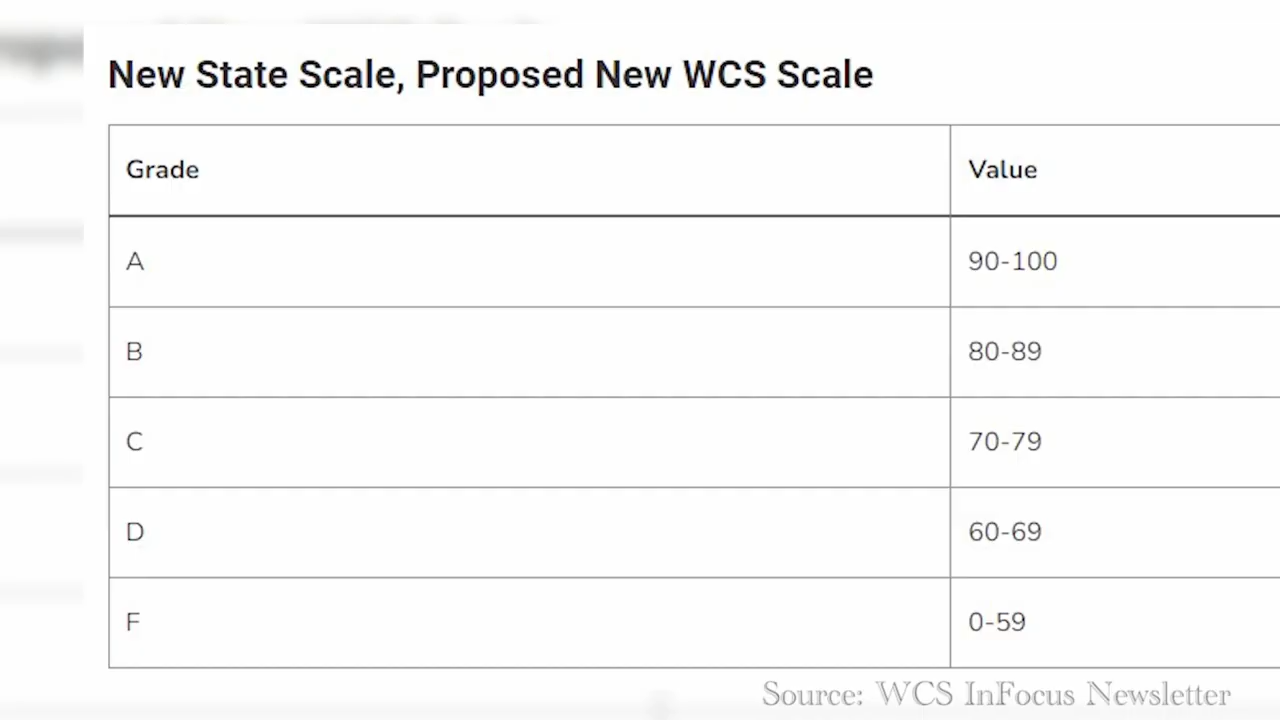 New State Scale, Proposed New WCS Scale
Grade Value
A 90-100
B 80-89
C 70-79
D 60-69
F 0-59
Source: WCS InFocus Newsletter